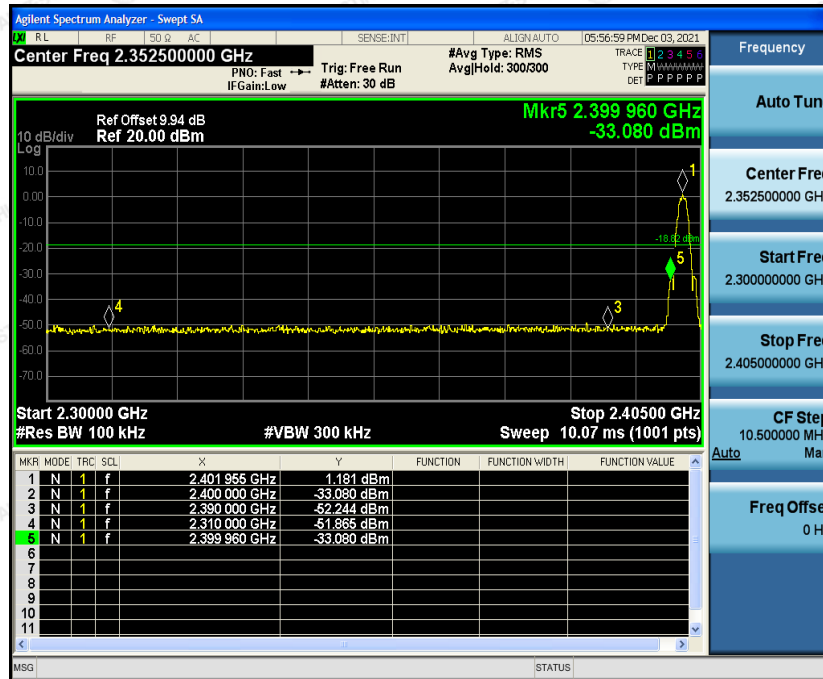 Agilent Spectrum Analyzer - Swept SA
LXI RL RF 50 Ω AC SENSE:INT ALIGN AUTO 05:56:59 PM Dec 03, 2021
Center Freq 2.352500000 GHz
PNO: Fast
IFGain:Low
Trig: Free Run
#Atten: 30 dB
#Avg Type: RMS
Avg|Hold: 300/300
TRACE 1 2 3 4 5 6
TYPE M
DET P P P P P P
Ref Offset 9.94 dB
10 dB/div Ref 20.00 dBm
Log
Mkr5 2.399 960 GHz
-33.080 dBm
10.0
0.00
-10.0
-20.0
-30.0
-40.0
-50.0
-60.0
-70.0
1
-18.82 dBm
5
4
3
Start 2.30000 GHz Stop 2.40500 GHz
#Res BW 100 kHz #VBW 300 kHz Sweep 10.07 ms (1001 pts)
MKR MODE TRC SCL X Y FUNCTION FUNCTION WIDTH FUNCTION VALUE
1 N 1 f 2.401 955 GHz 1.181 dBm
2 N 1 f 2.400 000 GHz -33.080 dBm
3 N 1 f 2.390 000 GHz -52.244 dBm
4 N 1 f 2.310 000 GHz -51.865 dBm
5 N 1 f 2.399 960 GHz -33.080 dBm
6
7
8
9
10
11
MSG STATUS
Frequency
Auto Tun
Center Fre
2.352500000 GH
Start Fre
2.300000000 GH
Stop Fre
2.405000000 GH
CF Step
10.500000 MH
Auto Ma
Freq Offse
0 H